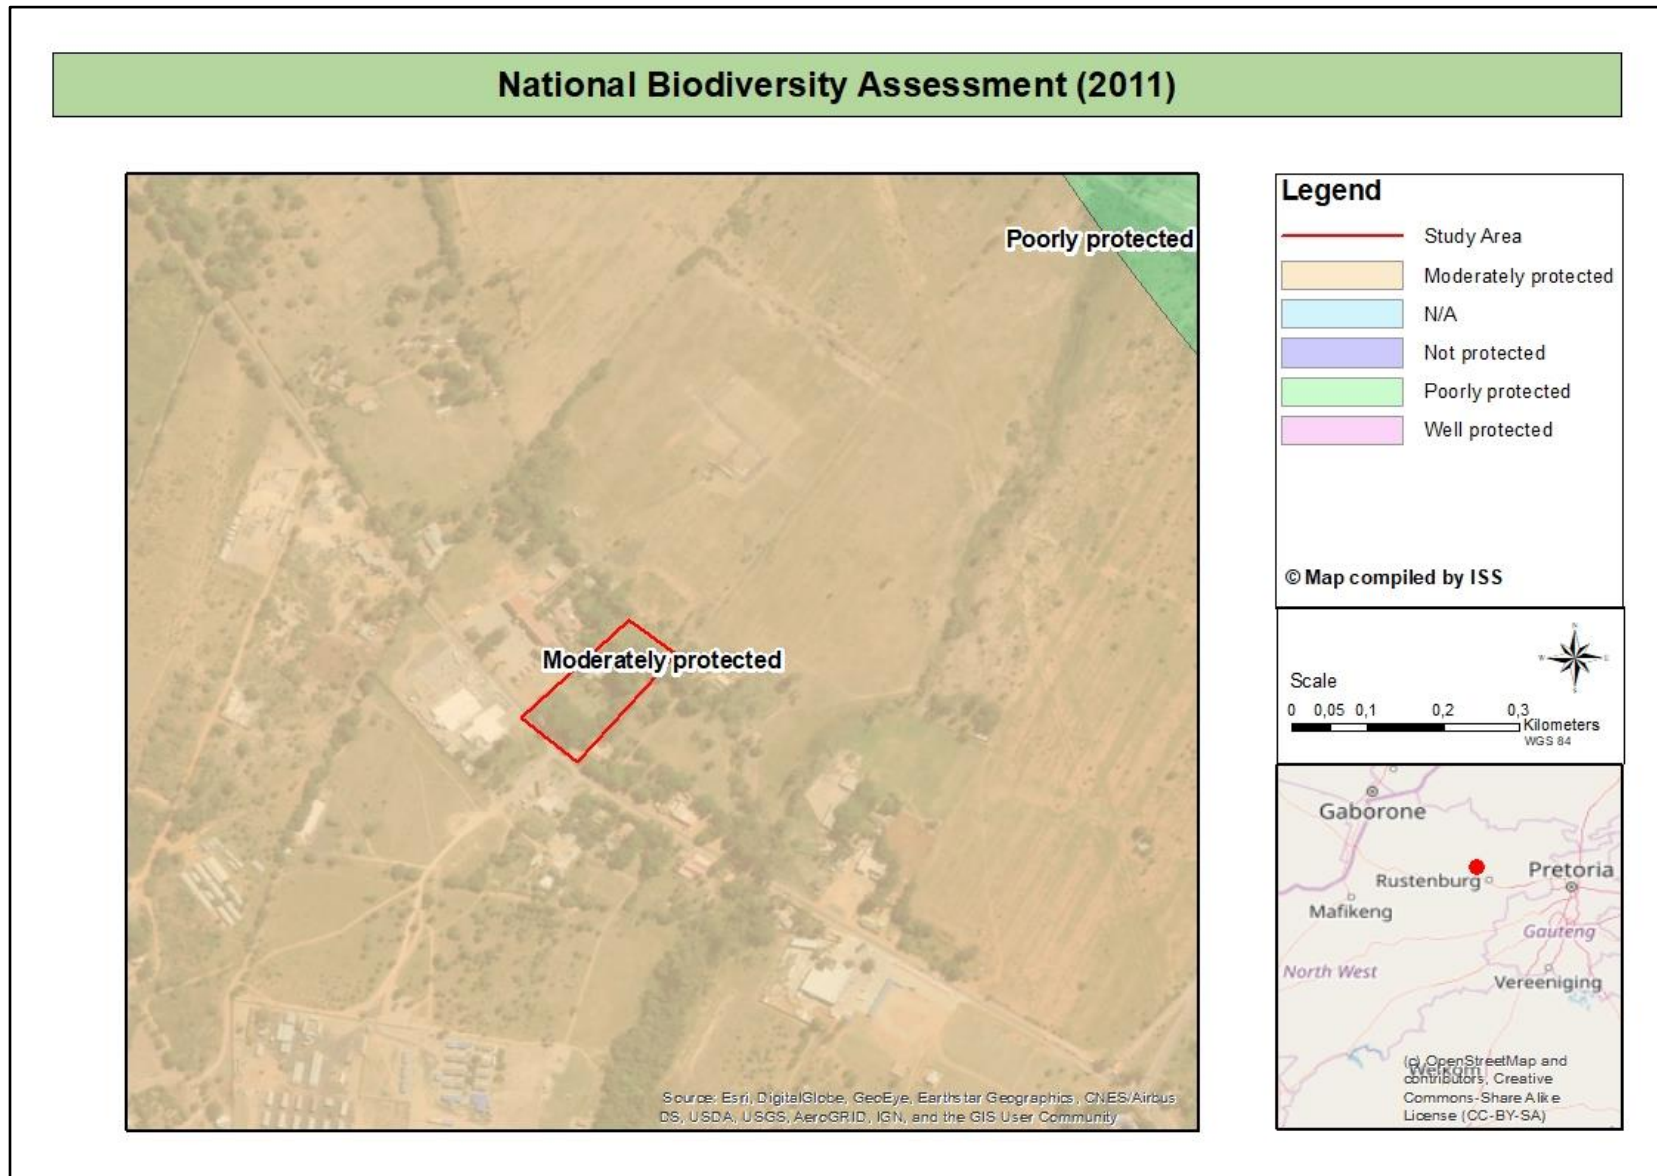 National Biodiversity Assessment (2011)
Poorly protected
Moderately protected
Source: Esri, DigitalGlobe, GeoEye, Earthstar Geographics, CNES/Airbus
DS, USDA, USGS, AeroGRID, IGN, and the GIS User Community
Legend
Study Area
Moderately protected
N/A
Not protected
Poorly protected
Well protected
© Map compiled by ISS
N
W E
S
Scale
0 0,05 0,1 0,2 0,3
Kilometers
WGS 84
Gaborone
Pretoria
Rustenburg
Mafikeng
Gauteng
North West
Vereeniging
Welkom
(c) OpenStreetMap and
contributors, Creative
Commons-Share Alike
License (CC-BY-SA)